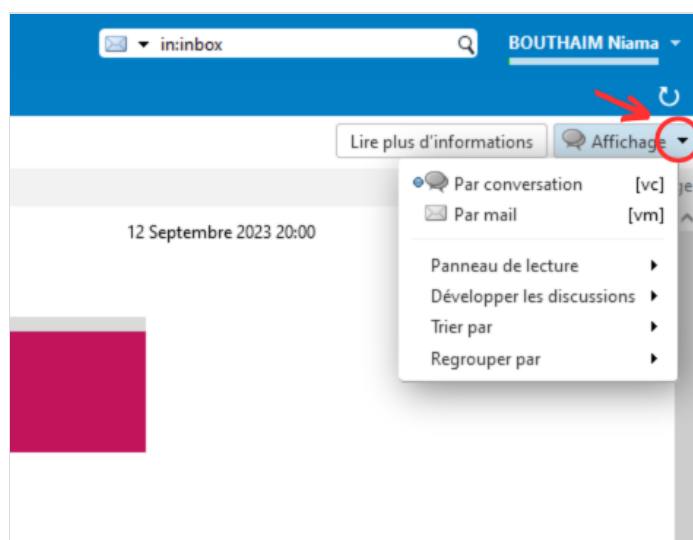 in:inbox
BOUTHAIM Niama
Lire plus d'informations
Affichage
Par conversation [vc]
Par mail [vm]
12 Septembre 2023 20:00
Panneau de lecture
Développer les discussions
Trier par
Regrouper par